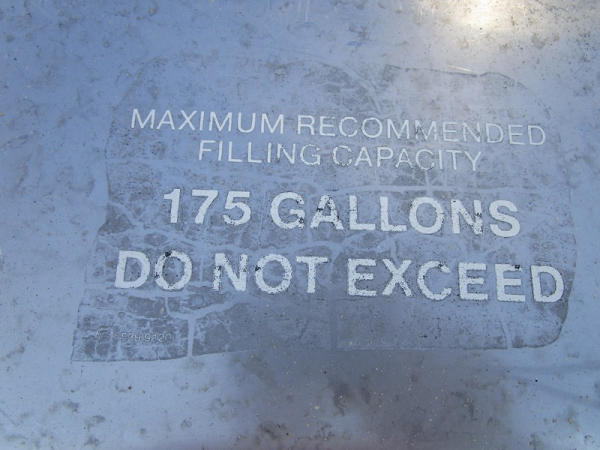 MAXIMUM RECOMMENDED
FILLING CAPACITY
175 GALLONS
DO NOT EXCEED